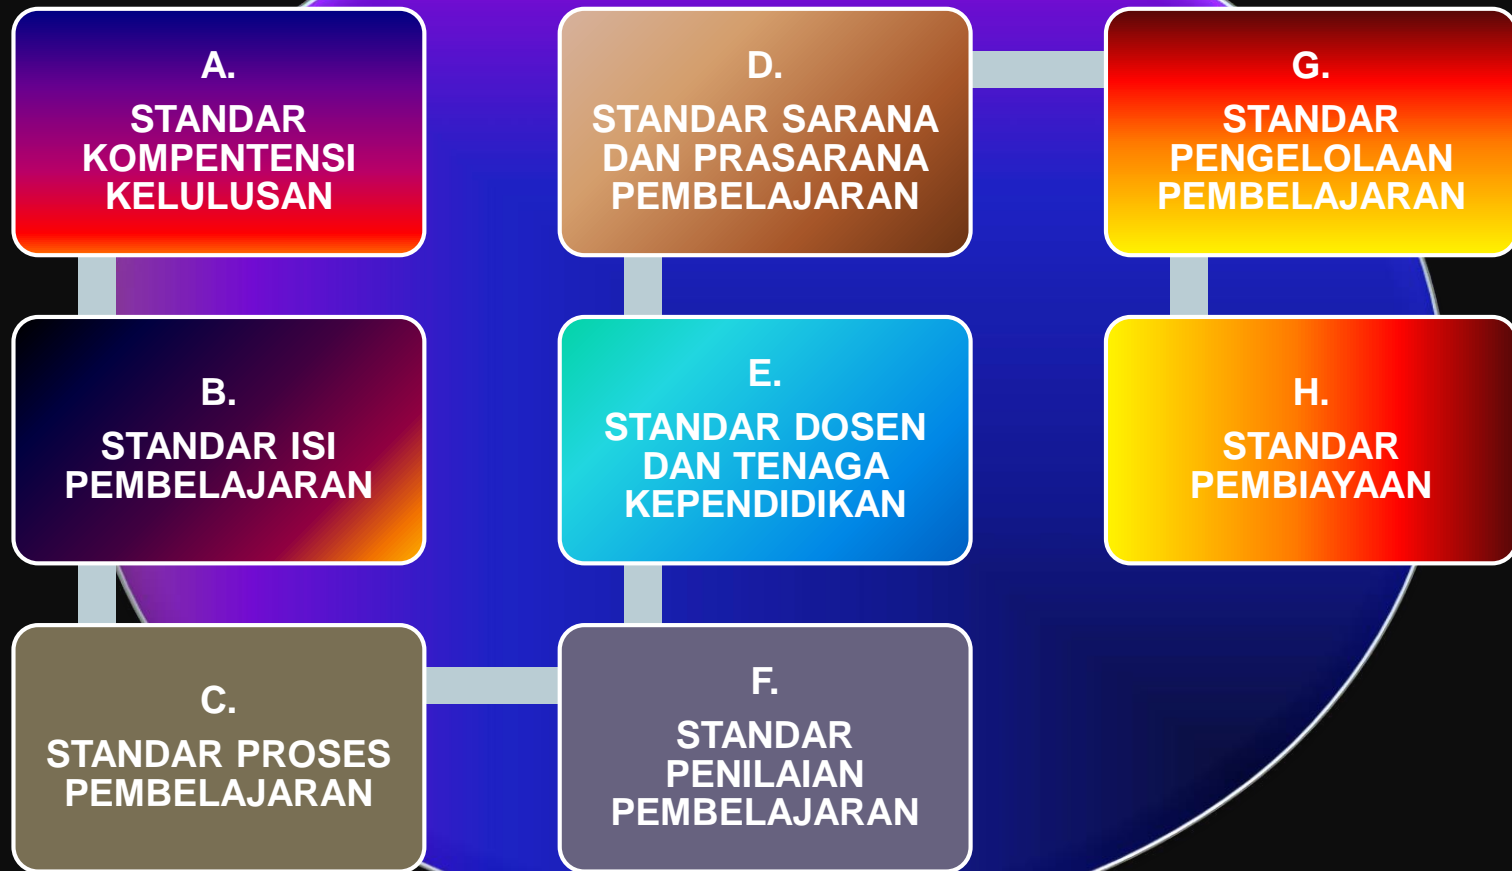 A.
STANDAR
KOMPENTENSI
KELULUSAN
B.
STANDAR ISI
PEMBELAJARAN
C.
STANDAR PROSES
PEMBELAJARAN
D.
STANDAR SARANA
DAN PRASARANA
PEMBELAJARAN
E.
STANDAR DOSEN
DAN TENAGA
KEPENDIDIKAN
F.
STANDAR
PENILAIAN
PEMBELAJARAN
G.
STANDAR
PENGELOLAAN
PEMBELAJARAN
H.
STANDAR
PEMBIAYAAN